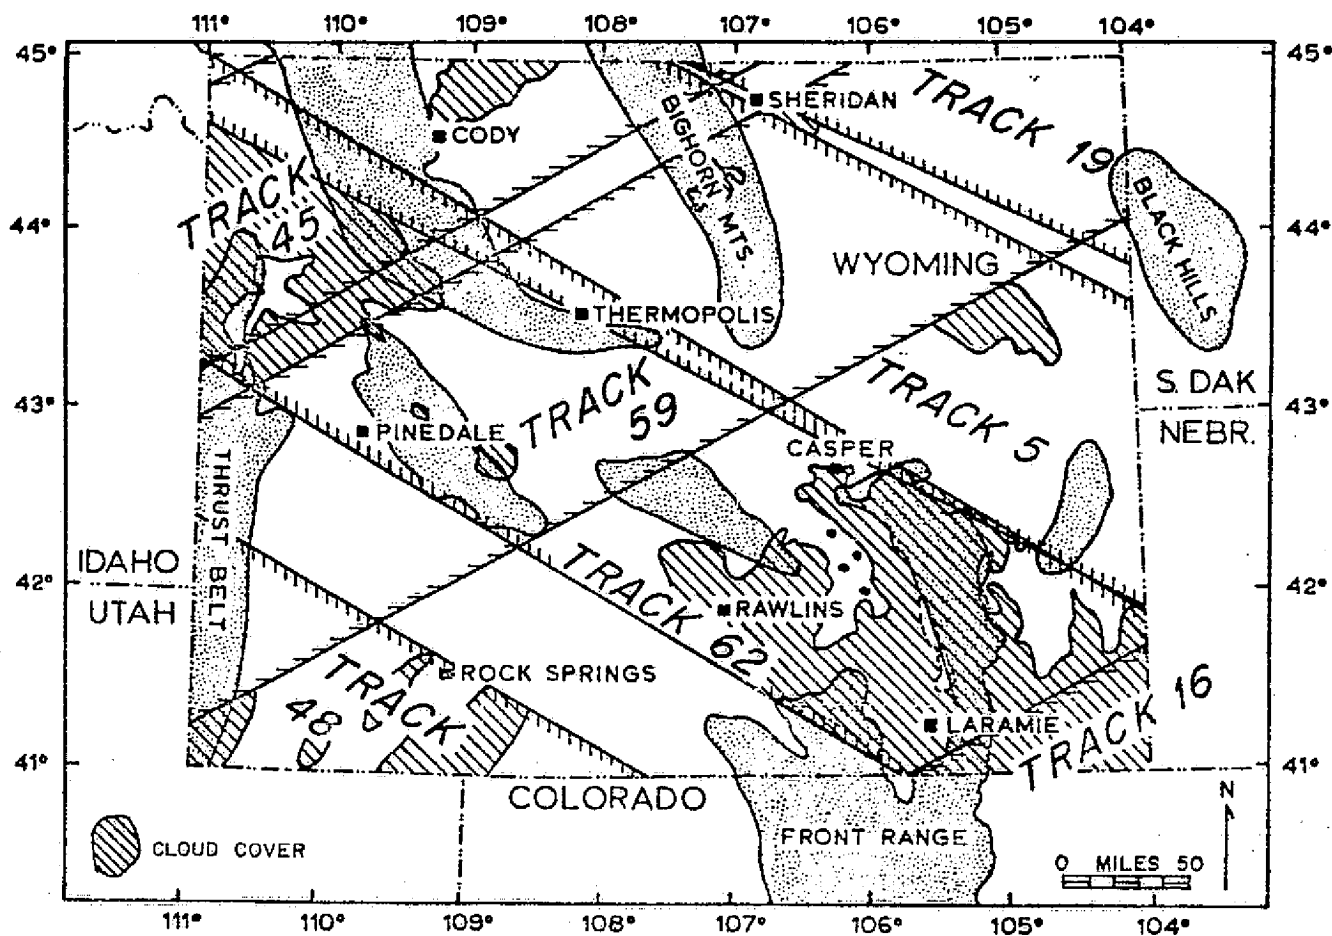 111° 110° 109° 108° 107° 106° 105° 104°
45° 45°
SHERIDAN
TRACK 19
CODY
BIGHORN MTS.
BLACK HILLS
44° 44°
TRACK 45
WYOMING
THERMOPOLIS
TRACK 59
TRACK 5
S. DAK
43° 43°
NEBR.
PINEDALE
CASPER
THRUST BELT
IDAHO
42° 42°
UTAH
TRACK 62
RAWLINS
ROCK SPRINGS
TRACK 48
LARAMIE
TRACK 16
41° 41°
COLORADO
N
FRONT RANGE
CLOUD COVER
0 MILES 50
111° 110° 109° 108° 107° 106° 105° 104°